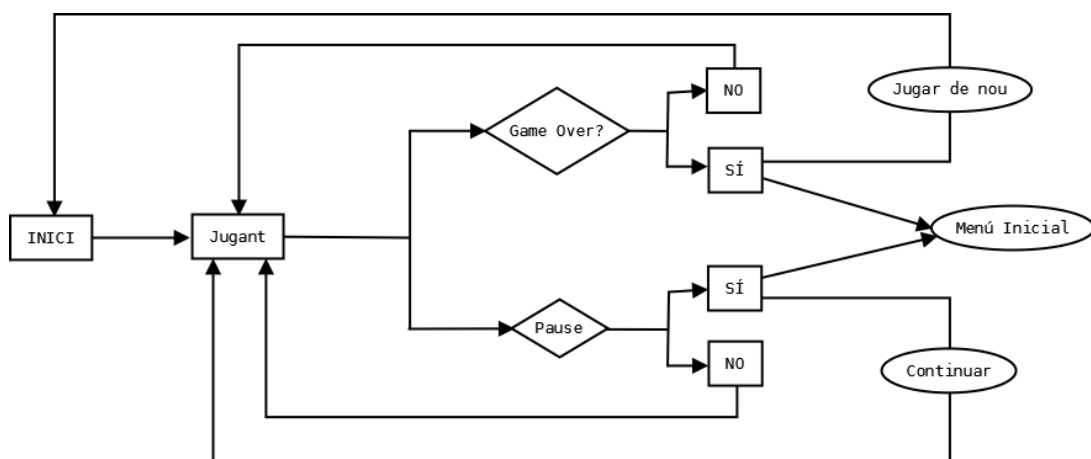 INICI
Jugant
Game Over?
NO
SÍ
Jugar de nou
Menú Inicial
Pause
SÍ
NO
Continuar